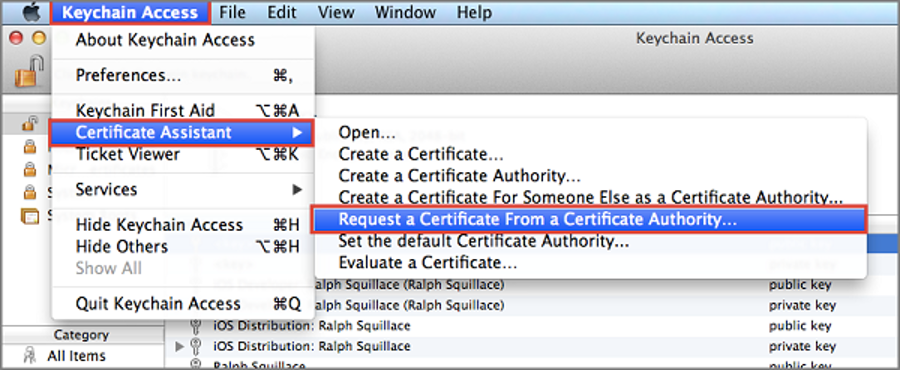 Keychain Access File Edit View Window Help
Keychain Access
About Keychain Access
Preferences... ⌘,
Keychain First Aid ⌥⌘A
Certificate Assistant ▶
Ticket Viewer ⌥⌘K
Services ▶
Hide Keychain Access ⌘H
Hide Others ⌥⌘H
Show All
Quit Keychain Access ⌘Q
Open...
Create a Certificate...
Create a Certificate Authority...
Create a Certificate For Someone Else as a Certificate Authority...
Request a Certificate From a Certificate Authority...
Set the default Certificate Authority...
Evaluate a Certificate...
Ralph Squillace (Ralph Squillace) public key
Ralph Squillace (Ralph Squillace) private key
iOS Distribution: Ralph Squillace public key
iOS Distribution: Ralph Squillace private key
Ralph Squillace public key
Category
All Items